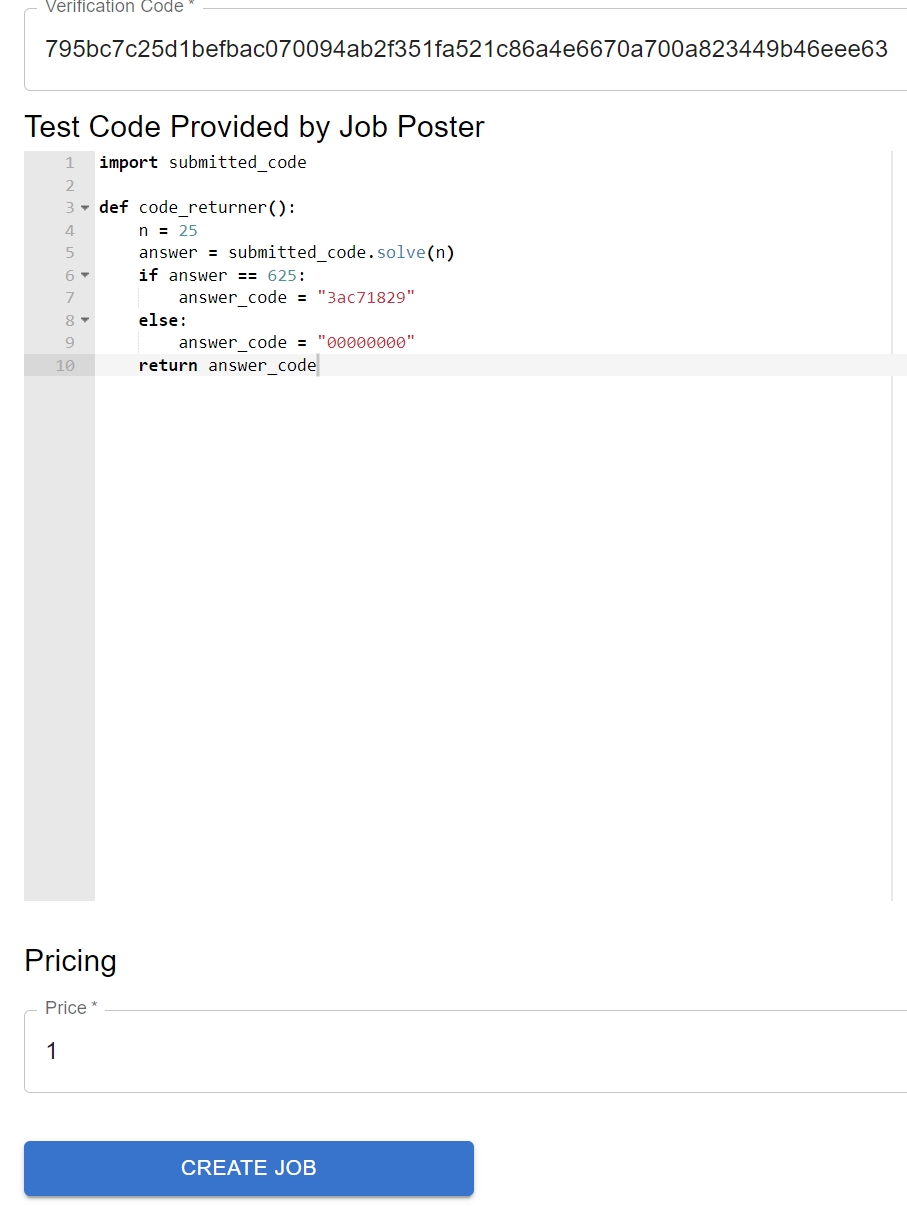 Verification Code *
795bc7c25d1befbac070094ab2f351fa521c86a4e6670a700a823449b46eee63
Test Code Provided by Job Poster
1 import submitted_code
2
3 def code_returner():
4     n = 25
5     answer = submitted_code.solve(n)
6     if answer == 625:
7         answer_code = "3ac71829"
8     else:
9         answer_code = "00000000"
10     return answer_code
Pricing
Price *
1
CREATE JOB